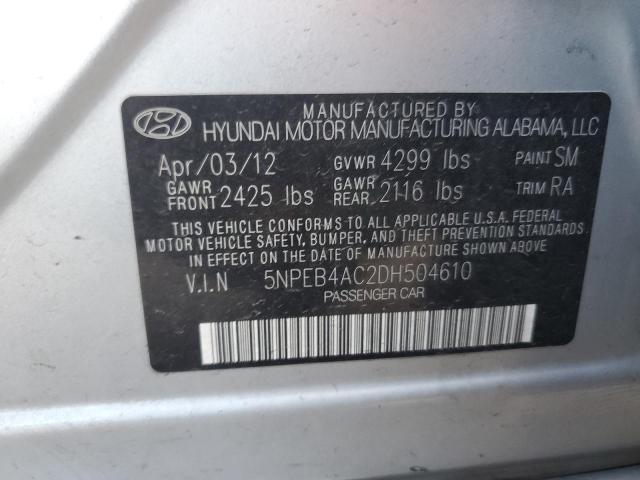 MANUFACTURED BY
HYUNDAI MOTOR MANUFACTURING ALABAMA, LLC
Apr/03/12 GVWR 4299 lbs PAINT SM
GAWR FRONT 2425 lbs GAWR REAR 2116 lbs TRIM RA
THIS VEHICLE CONFORMS TO ALL APPLICABLE U.S.A. FEDERAL
MOTOR VEHICLE SAFETY, BUMPER, AND THEFT PREVENTION STANDARDS
IN EFFECT ON THE DATE OF MANUFACTURE SHOWN ABOVE
V.I.N 5NPEB4AC2DH504610
PASSENGER CAR